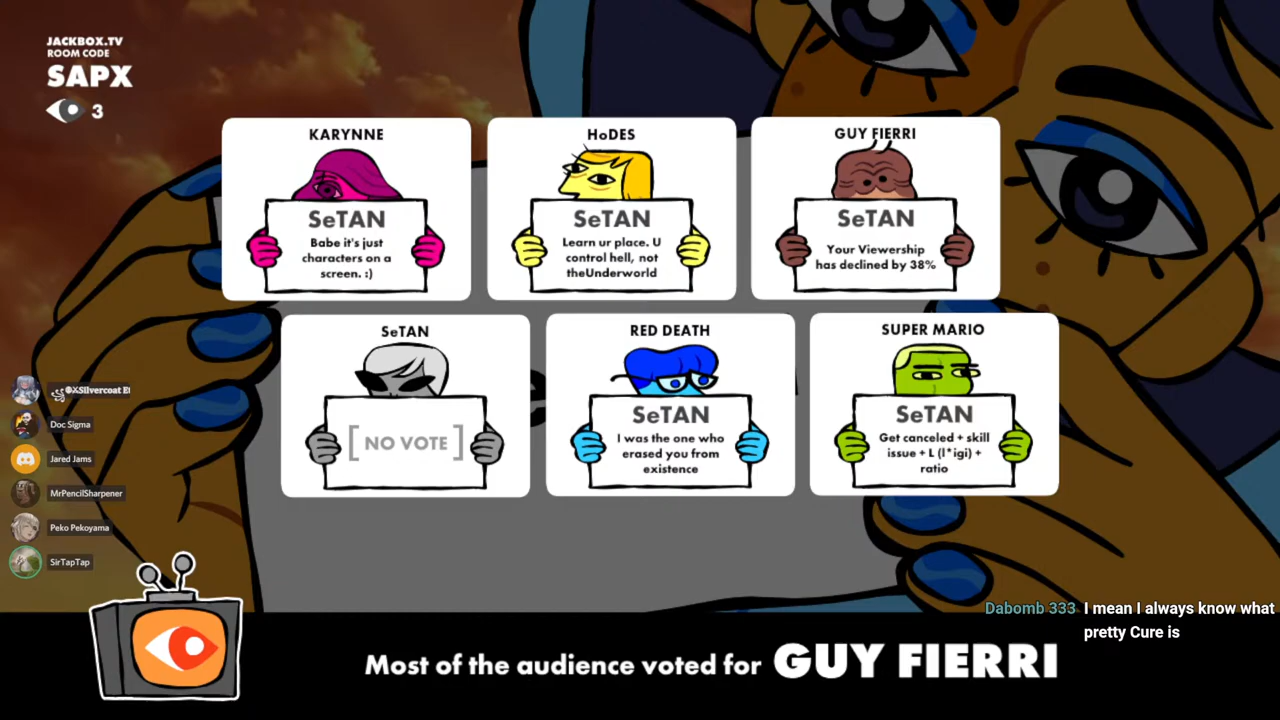 JACKBOX.TV
ROOM CODE
SAPX
3
KARYNNE
SeTAN
Babe it's just
characters on a
screen. :)
HoDES
SeTAN
Learn ur place. U
control hell, not
theUnderworld
GUY FIERRI
SeTAN
Your Viewership
has declined by 38%
SeTAN
[NO VOTE]
RED DEATH
SeTAN
I was the one who
erased you from
existence
SUPER MARIO
SeTAN
Get canceled + skill
issue + L (l*igi) +
ratio
Doc Sigma
Jared Jams
MrPencilSharpener
Peko Pekoyama
SirTapTap
Dabomb 333 I mean I always know what
pretty Cure is
Most of the audience voted for GUY FIERRI